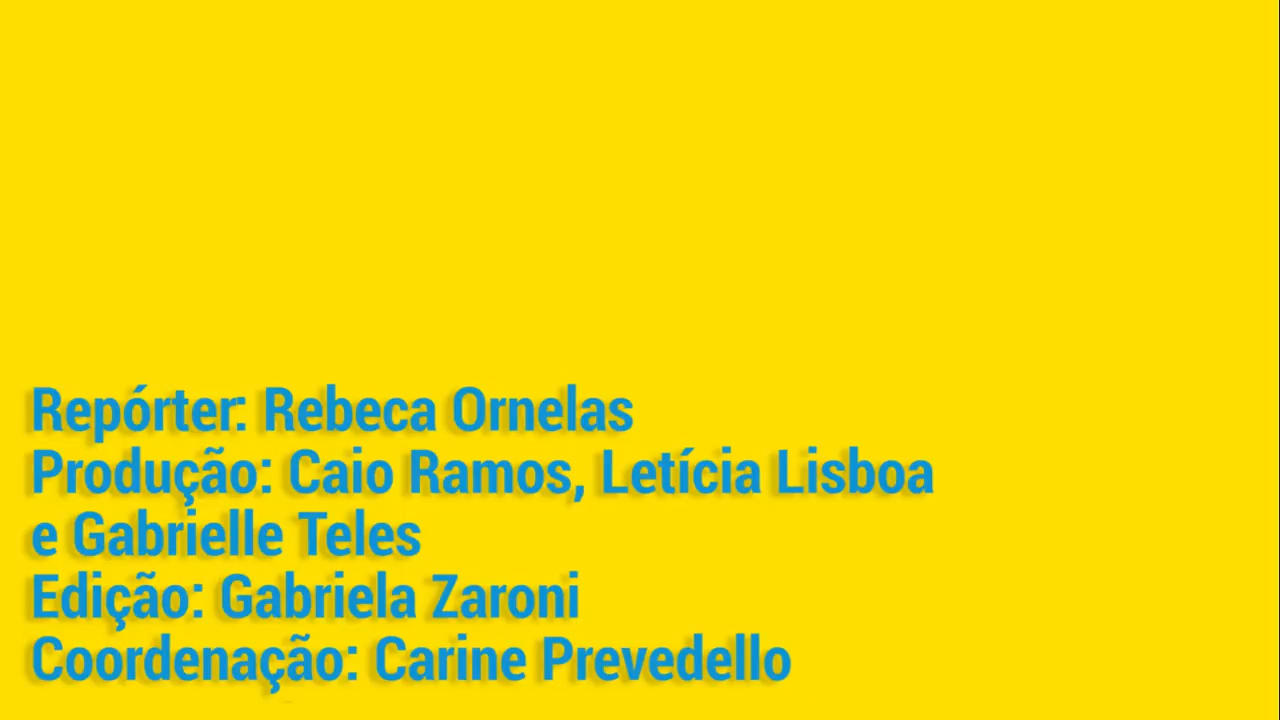 Repórter: Rebeca Ornelas
Produção: Caio Ramos, Letícia Lisboa
e Gabrielle Teles
Edição: Gabriela Zaroni
Coordenação: Carine Prevedello